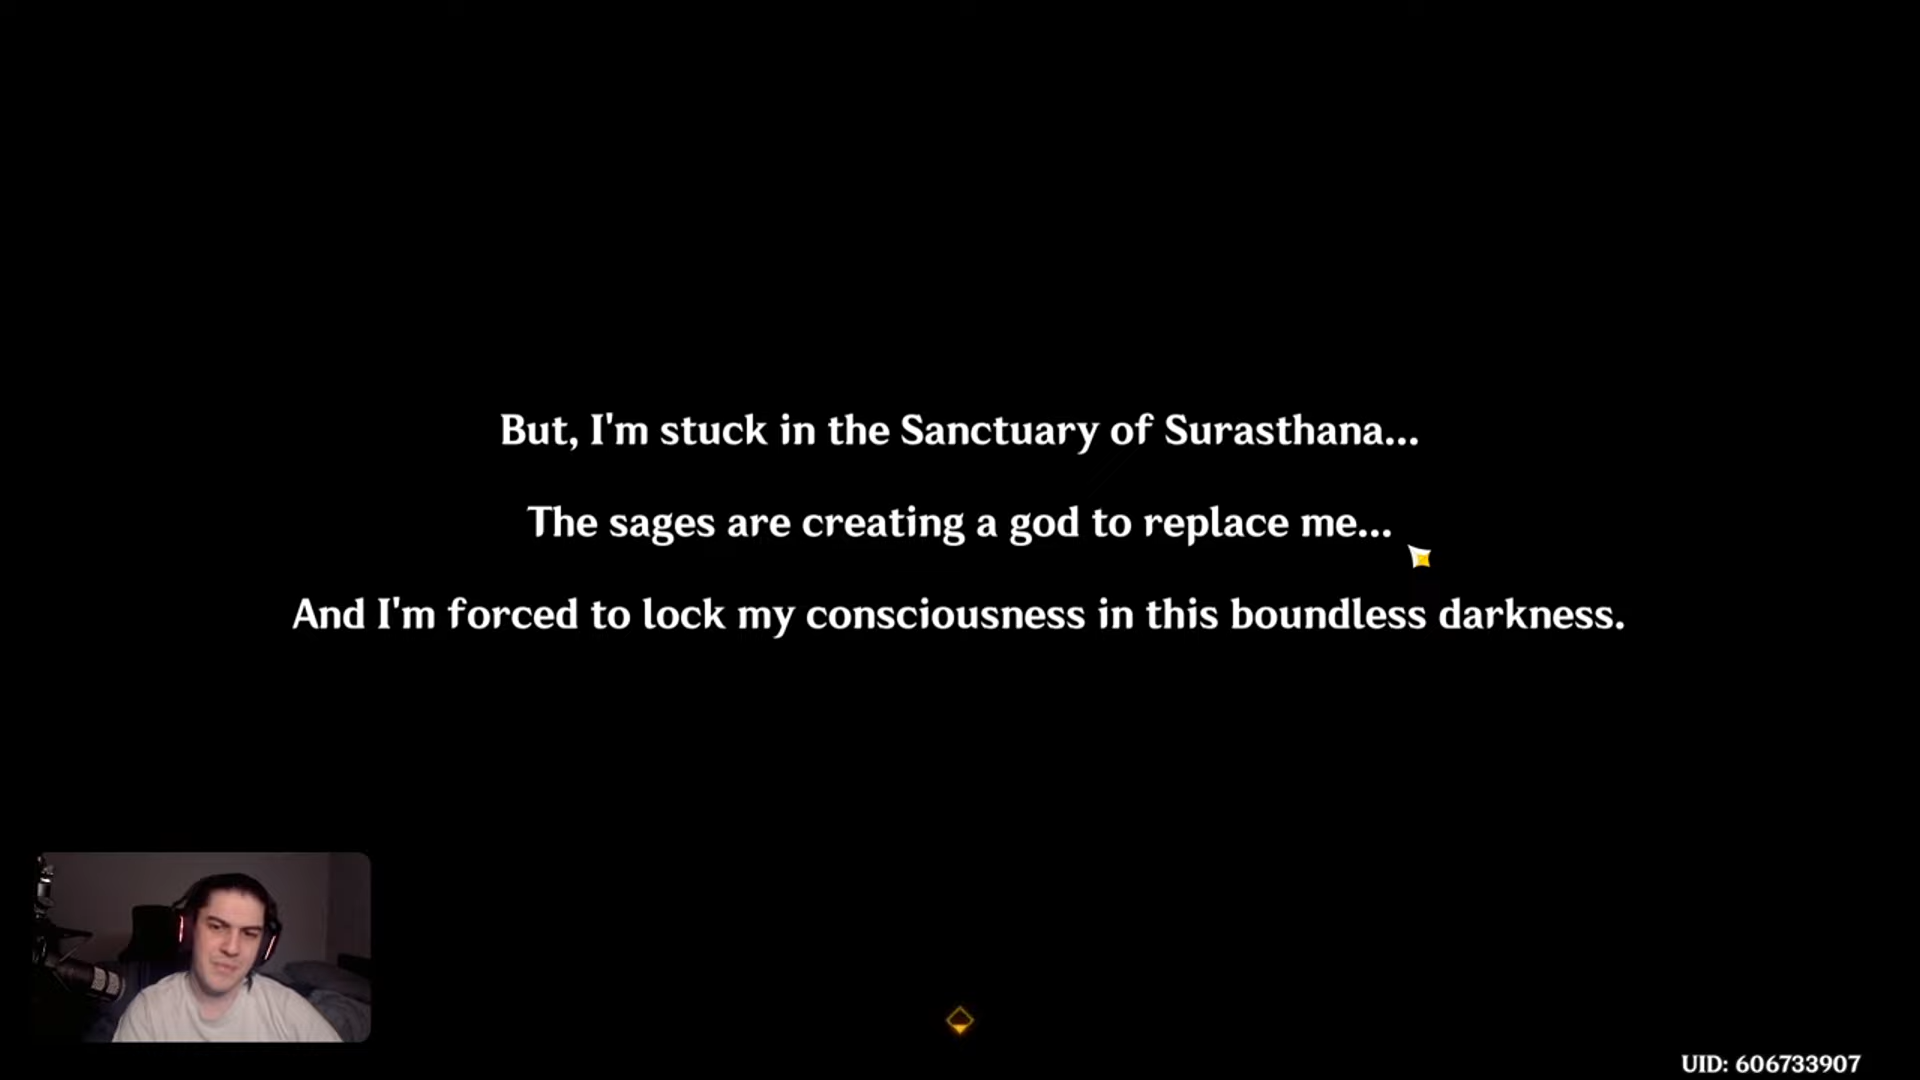 But, I'm stuck in the Sanctuary of Surasthana...
The sages are creating a god to replace me...
And I'm forced to lock my consciousness in this boundless darkness.
UID: 606733907